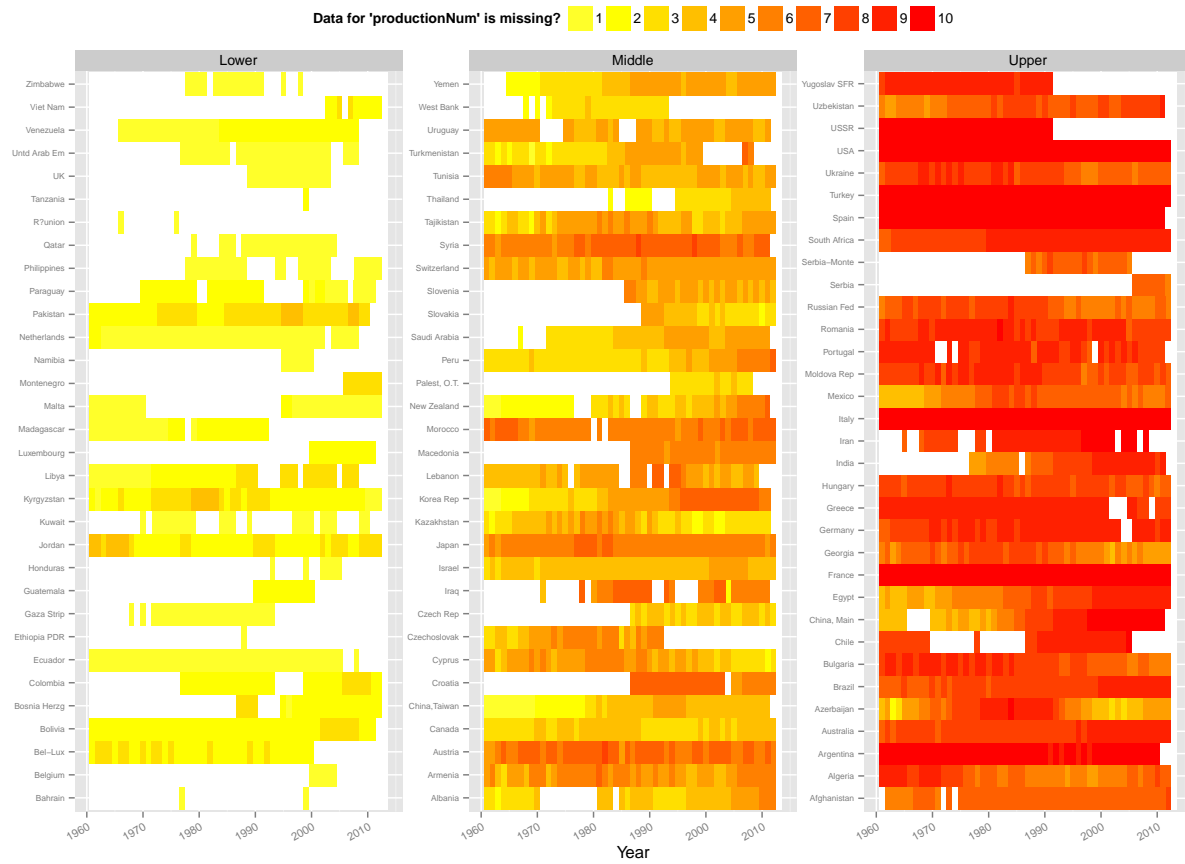 Data for 'productionNum' is missing? 1 2 3 4 5 6 7 8 9 10
Lower Middle Upper
Zimbabwe Yemen Yugoslav SFR
Viet Nam West Bank Uzbekistan
Venezuela Uruguay USSR
Untd Arab Em Turkmenistan USA
UK Tunisia Ukraine
Tanzania Thailand Turkey
R?union Tajikistan Spain
Qatar Syria South Africa
Philippines Switzerland Serbia–Monte
Paraguay Slovenia Serbia
Pakistan Slovakia Russian Fed
Netherlands Saudi Arabia Romania
Namibia Peru Portugal
Montenegro Palest, O.T. Moldova Rep
Malta New Zealand Mexico
Madagascar Morocco Italy
Luxembourg Macedonia Iran
Libya Lebanon India
Kyrgyzstan Korea Rep Hungary
Kuwait Kazakhstan Greece
Jordan Japan Germany
Honduras Israel Georgia
Guatemala Iraq France
Gaza Strip Czech Rep Egypt
Ethiopia PDR Czechoslovak China, Main
Ecuador Cyprus Chile
Colombia Croatia Bulgaria
Bosnia Herzg China,Taiwan Brazil
Bolivia Canada Azerbaijan
Bel–Lux Austria Australia
Belgium Armenia Argentina
Bahrain Albania Algeria
Afghanistan
1960 1970 1980 1990 2000 2010 1960 1970 1980 1990 2000 2010 1960 1970 1980 1990 2000 2010
Year